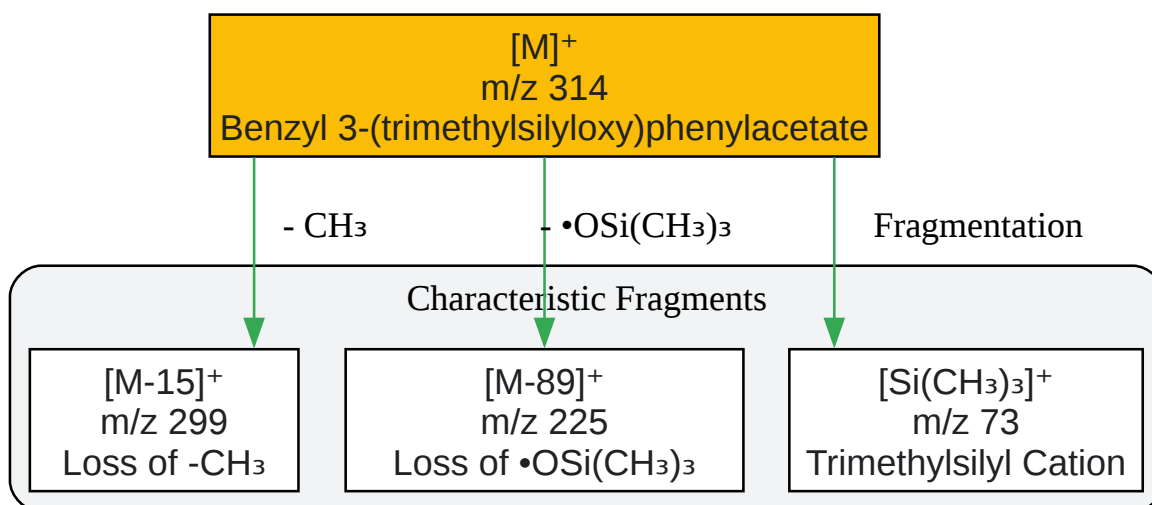 [M]⁺
m/z 314
Benzyl 3-(trimethylsilyloxy)phenylacetate
- CH₃
- •OSi(CH₃)₃
Fragmentation
Characteristic Fragments
[M-15]⁺
m/z 299
Loss of -CH₃
[M-89]⁺
m/z 225
Loss of •OSi(CH₃)₃
[Si(CH₃)₃]⁺
m/z 73
Trimethylsilyl Cation